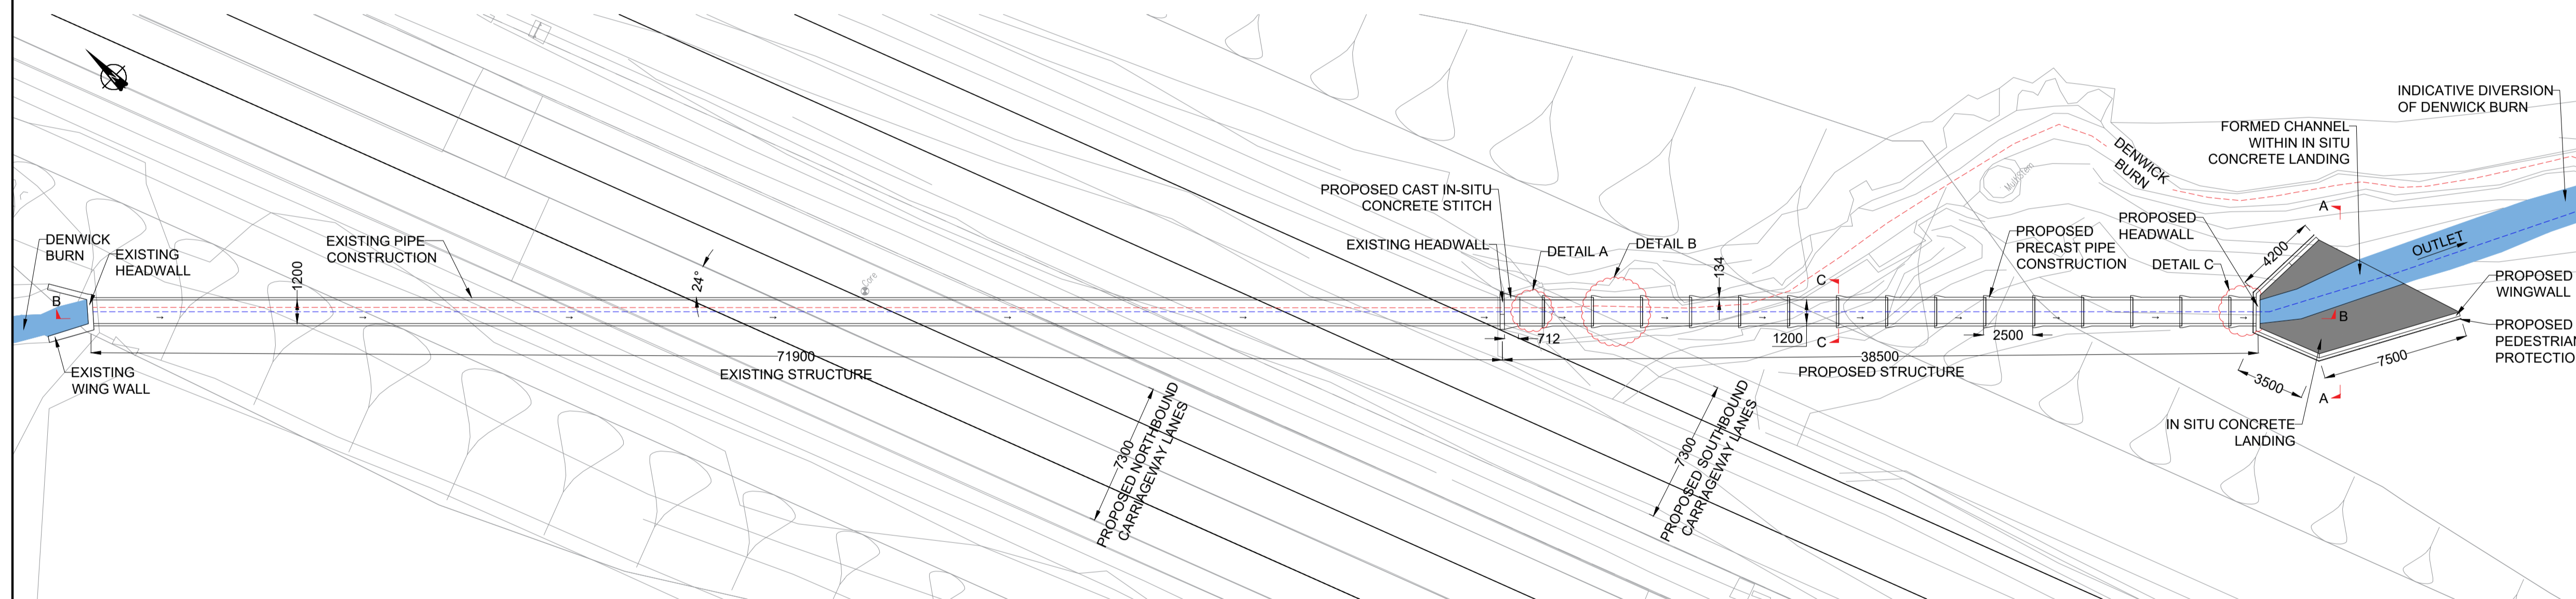 DENWICK
BURN
EXISTING
HEADWALL
B
EXISTING
WING WALL
EXISTING PIPE
CONSTRUCTION
1200
24°
Core
71900
EXISTING STRUCTURE
7300
PROPOSED NORTHBOUND
CARRIAGEWAY LANES
PROPOSED CAST IN-SITU
CONCRETE STITCH
EXISTING HEADWALL
DETAIL A
DETAIL B
712
134
1200
C
C
38500
PROPOSED STRUCTURE
7300
PROPOSED SOUTHBOUND
CARRIAGEWAY LANES
2500
PROPOSED
PRECAST PIPE
CONSTRUCTION
DENWICK
BURN
PROPOSED
HEADWALL
DETAIL C
FORMED CHANNEL
WITHIN IN SITU
CONCRETE LANDING
INDICATIVE DIVERSION
OF DENWICK BURN
A
4200
OUTLET
B
PROPOSED
WINGWALL
PROPOSED
PEDESTRIAN
PROTECTIO
7500
3500
A
IN SITU CONCRETE
LANDING